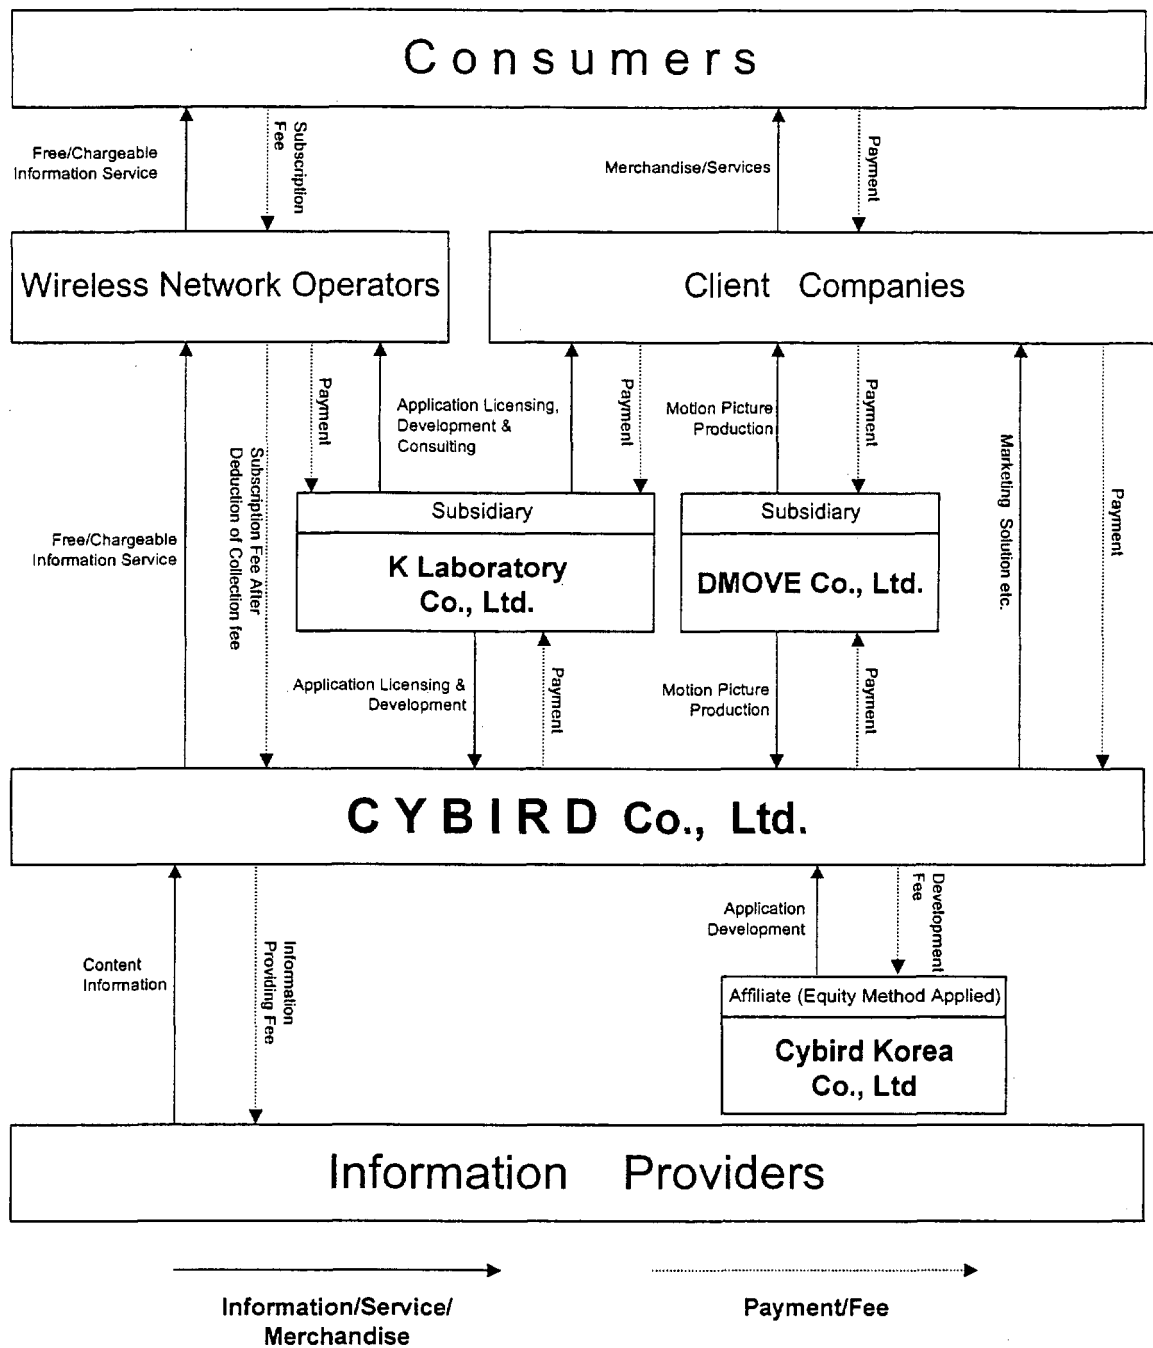 Consumers
Free/Chargeable
Information Service
Subscription
Fee
Merchandise/Services
Payment
Wireless Network Operators
Client Companies
Free/Chargeable
Information Service
Subscription Fee After
Deduction of Collection fee
Payment
Application Licensing,
Development &
Consulting
Payment
Motion Picture
Production
Payment
Marketing Solution etc.
Payment
Subsidiary
K Laboratory
Co., Ltd.
Subsidiary
DMOVE Co., Ltd.
Application Licensing &
Development
Payment
Motion Picture
Production
Payment
CYBIRD Co., Ltd.
Content
Information
Information
Providing Fee
Application
Development
Development
Fee
Affiliate (Equity Method Applied)
Cybird Korea
Co., Ltd
Information Providers
Information/Service/
Merchandise
Payment/Fee